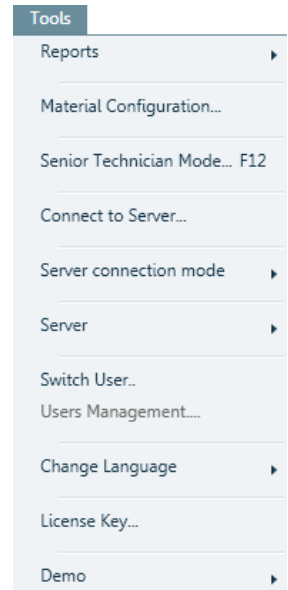 Tools
Reports
Material Configuration...
Senior Technician Mode... F12
Connect to Server...
Server connection mode
Server
Switch User..
Users Management....
Change Language
License Key...
Demo